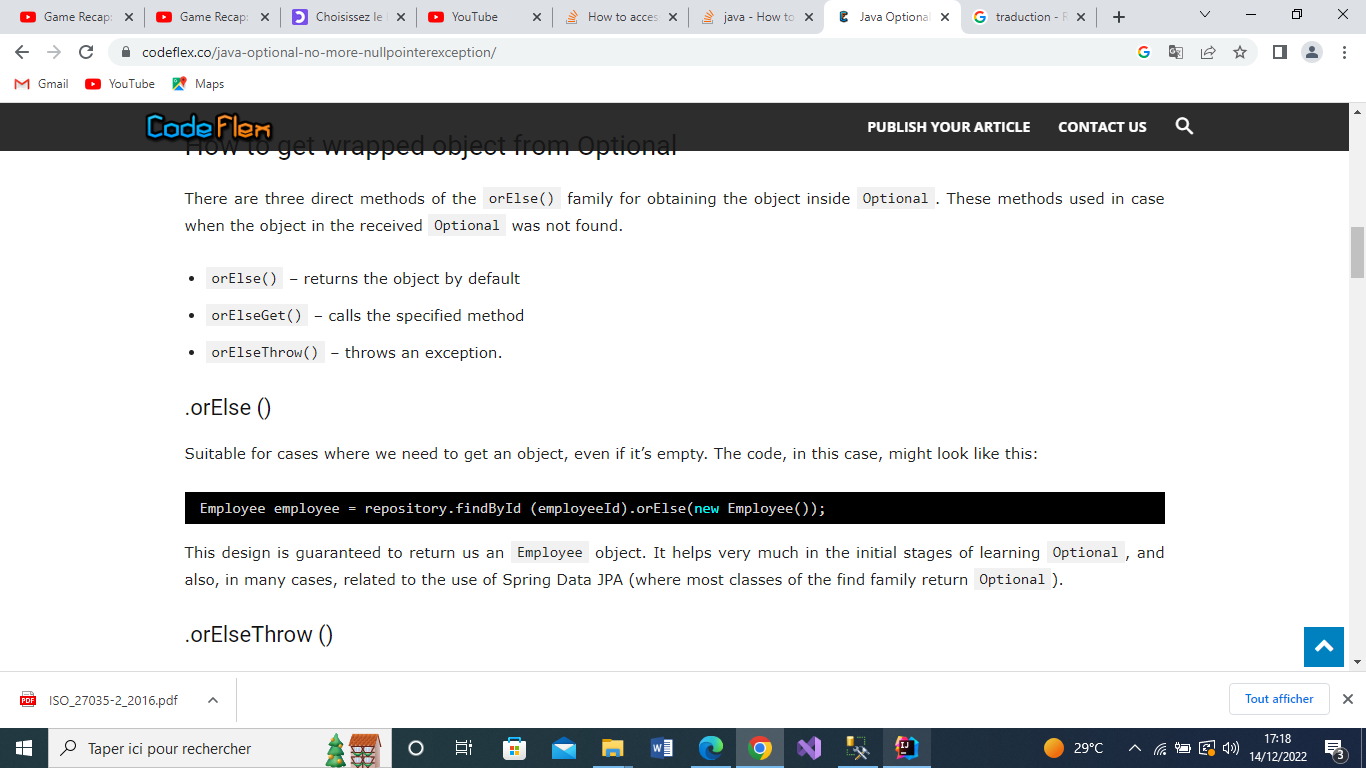 Game Recap:
Game Recap:
Choisissez le
YouTube
How to acces
java - How to
Java Optional
traduction - R
codeflex.co/java-optional-no-more-nullpointerexception/
Gmail
YouTube
Maps
CodeFlex
PUBLISH YOUR ARTICLE
CONTACT US
How to get wrapped object from Optional
There are three direct methods of the orElse() family for obtaining the object inside Optional . These methods used in case
when the object in the received Optional was not found.
• orElse() – returns the object by default
• orElseGet() – calls the specified method
• orElseThrow() – throws an exception.
.orElse ()
Suitable for cases where we need to get an object, even if it's empty. The code, in this case, might look like this:
Employee employee = repository.findById (employeeId).orElse(new Employee());
This design is guaranteed to return us an Employee object. It helps very much in the initial stages of learning Optional , and
also, in many cases, related to the use of Spring Data JPA (where most classes of the find family return Optional ).
.orElseThrow ()
PDF
ISO_27035-2_2016.pdf
Tout afficher
Taper ici pour rechercher
29°C
17:18
14/12/2022
3